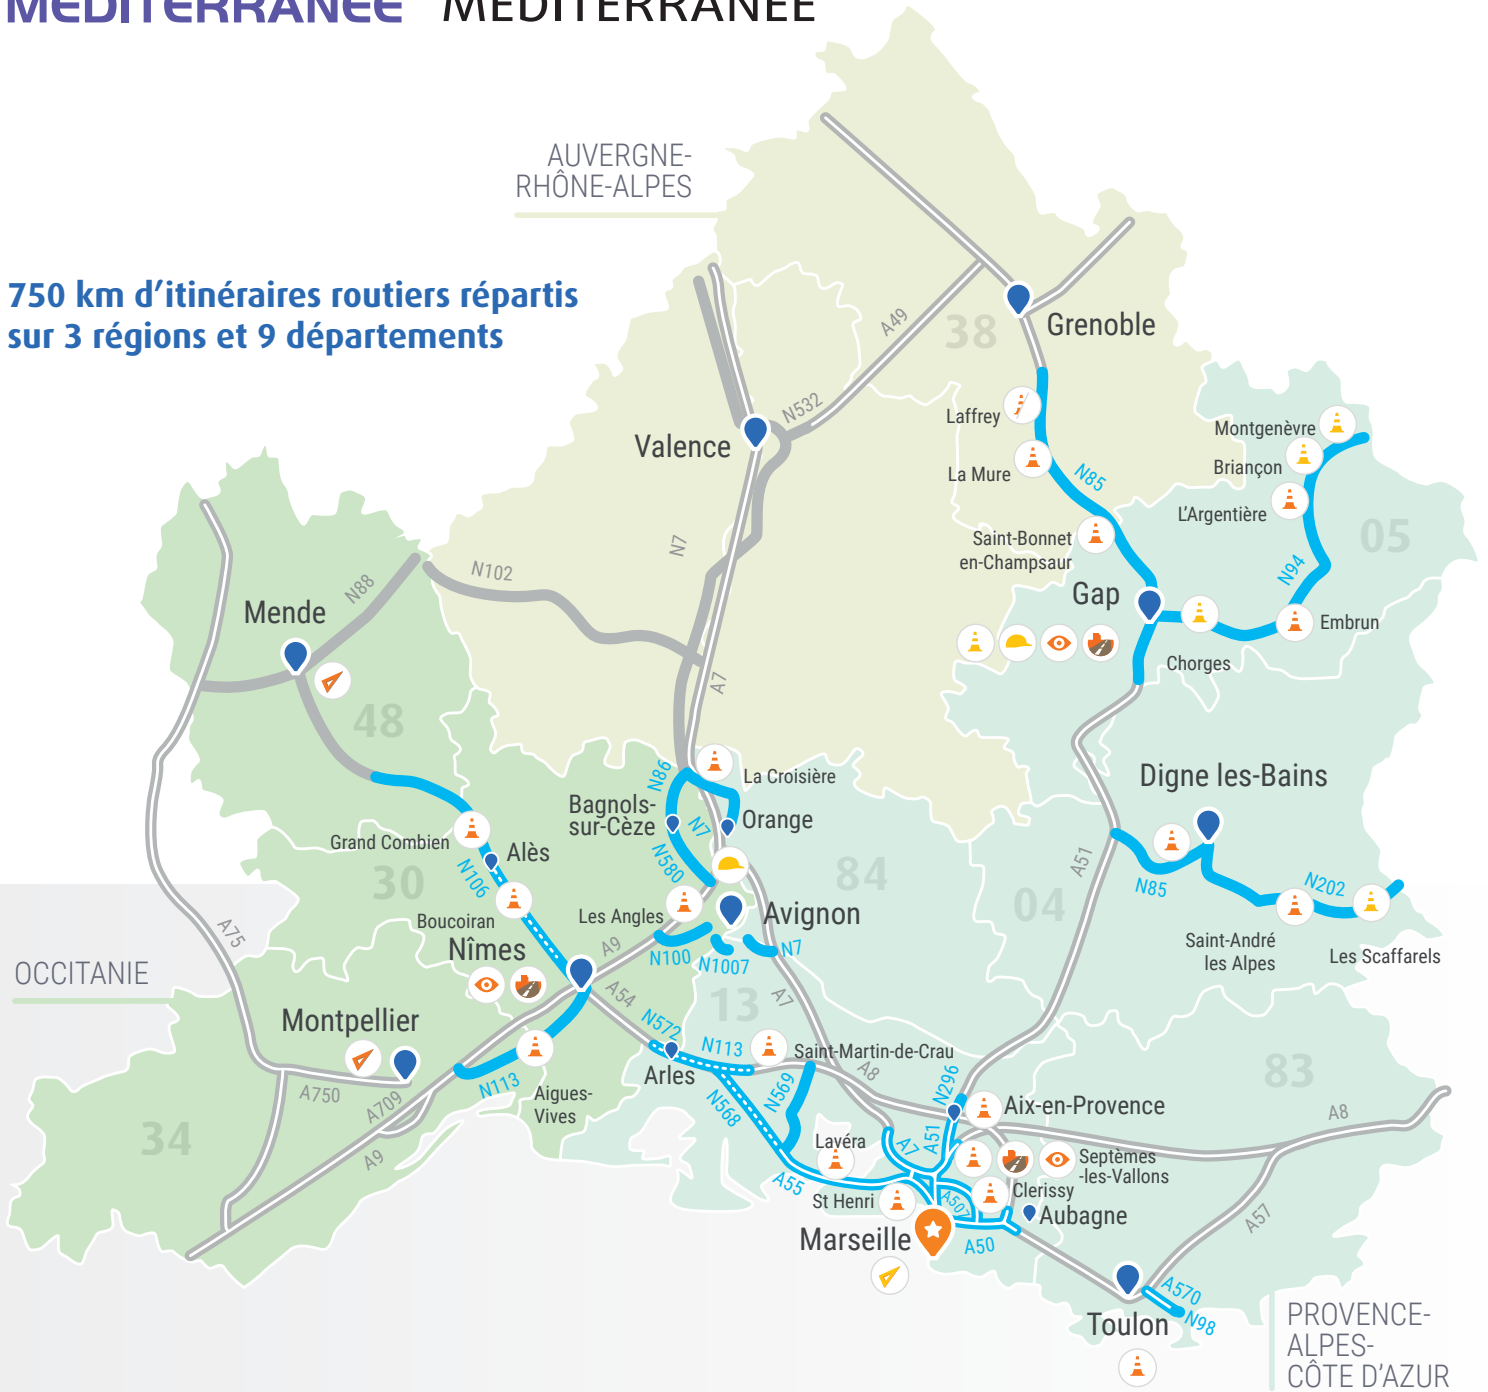 MEDITERRANEE MEDITERRANEE
AUVERGNE-
RHÔNE-ALPES
750 km d'itinéraires routiers répartis
sur 3 régions et 9 départements
A49
38
Grenoble
N532
Laffrey
Valence
La Mure
N85
Montgenèvre
Briançon
L'Argentière
05
Saint-Bonnet
en-Champsaur
N7
N102
N88
N94
Mende
Gap
Embrun
Chorges
A7
48
N86
La Croisière
Digne les-Bains
Bagnols-
sur-Cèze
N7
Orange
Grand Combien
Alès
N106
N580
30
84
A51
N85
N202
04
Boucoiran
Les Angles
Avignon
Saint-André
les Alpes
Les Scaffarels
A75
Nîmes
A9
N100
N1007
N7
OCCITANIE
A54
13
A7
Montpellier
N572
N113
Saint-Martin-de-Crau
Arles
A8
83
A750
A709
N113
Aigues-
Vives
N568
N569
N296
Aix-en-Provence
A8
34
A9
Lavéra
A7
A51
Septèmes
-les-Vallons
A55
St Henri
A507
Clerissy
Aubagne
Marseille
A50
A57
A570
N98
Toulon
PROVENCE-
ALPES-
CÔTE D'AZUR